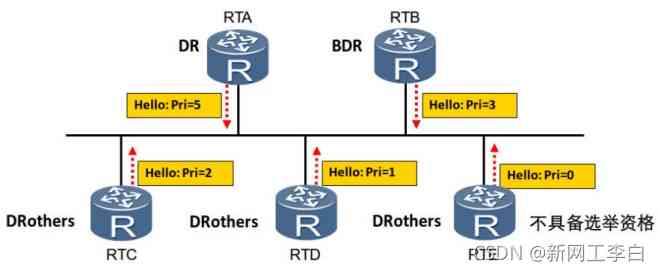 RTA
RTB
DR
R
BDR
R
Hello: Pri=5
Hello: Pri=3
Hello: Pri=2
Hello: Pri=1
Hello: Pri=0
DRothers
R
DRothers
R
DRothers
R
不具备选举资格
RTC
RTD
RTE
CSDN @新网工李白